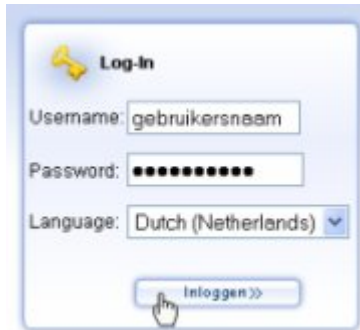 Log-In
Username: gebruikersnaam
Password: ●●●●●●●●●●
Language: Dutch (Netherlands)
Inloggen >>